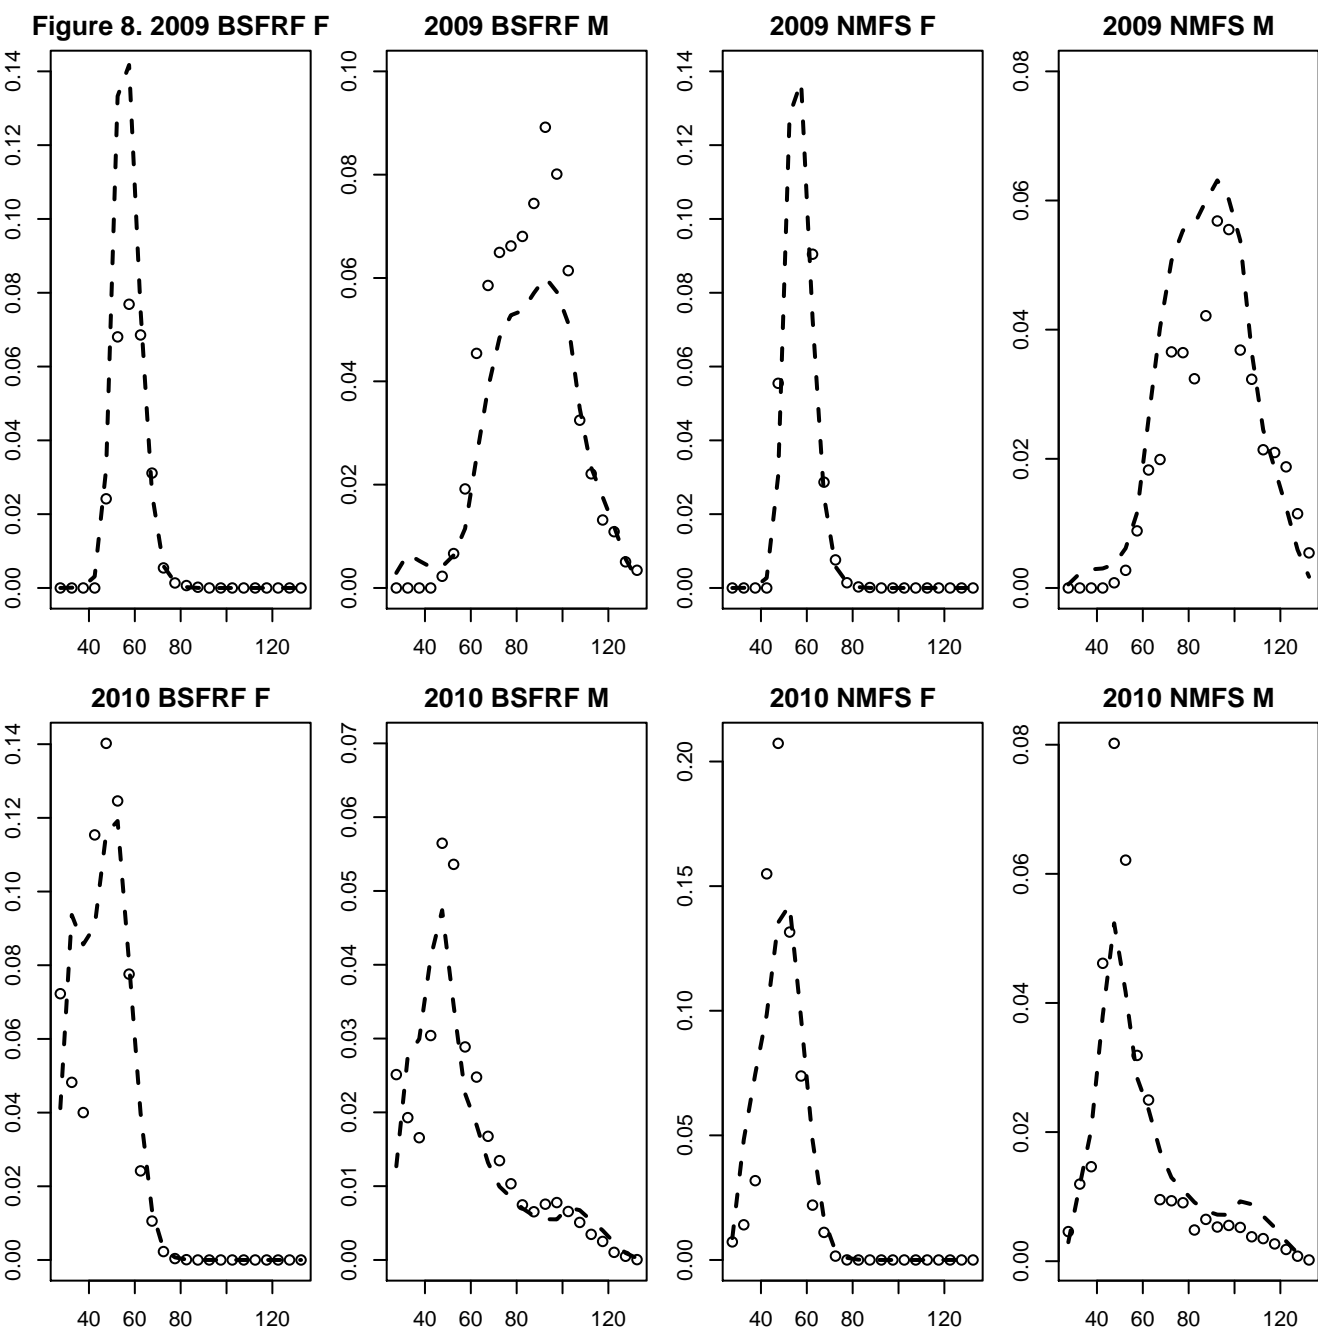 Figure 8. 2009 BSFRF F
2009 BSFRF M
2009 NMFS F
2009 NMFS M
0.00 0.02 0.04 0.06 0.08 0.10 0.12 0.14
0.00 0.02 0.04 0.06 0.08 0.10
0.00 0.02 0.04 0.06 0.08 0.10 0.12 0.14
0.00 0.02 0.04 0.06 0.08
40 60 80 120
40 60 80 120
40 60 80 120
40 60 80 120
2010 BSFRF F
2010 BSFRF M
2010 NMFS F
2010 NMFS M
0.00 0.02 0.04 0.06 0.08 0.10 0.12 0.14
0.00 0.01 0.02 0.03 0.04 0.05 0.06 0.07
0.00 0.05 0.10 0.15 0.20
0.00 0.02 0.04 0.06 0.08
40 60 80 120
40 60 80 120
40 60 80 120
40 60 80 120